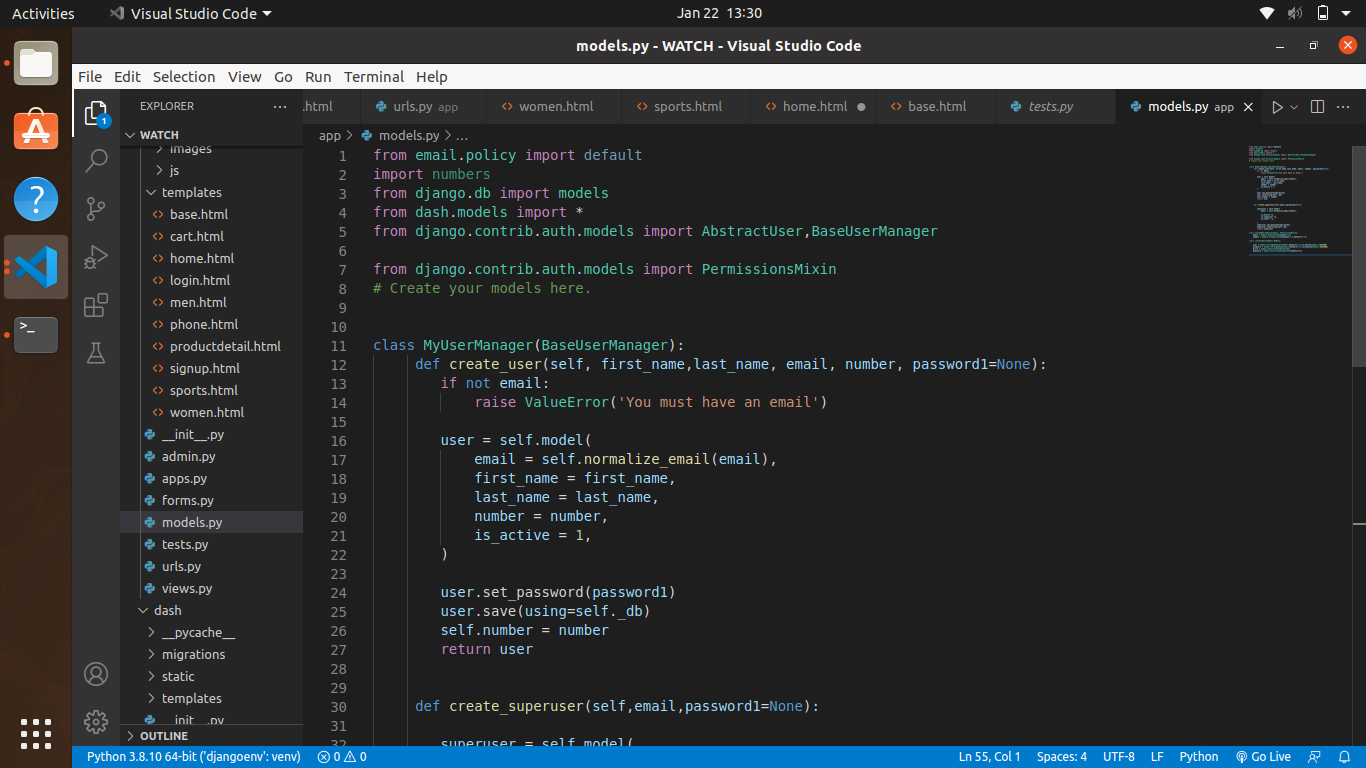 Activities
Visual Studio Code
Jan 22 13:30
models.py - WATCH - Visual Studio Code
File Edit Selection View Go Run Terminal Help
EXPLORER
.html
urls.py app
women.html
sports.html
home.html
base.html
tests.py
models.py app
1
WATCH
images
js
templates
base.html
cart.html
home.html
login.html
men.html
phone.html
productdetail.html
signup.html
sports.html
women.html
__init__.py
admin.py
apps.py
forms.py
models.py
tests.py
urls.py
views.py
dash
__pycache__
migrations
static
templates
__init__.py
OUTLINE
app > models.py > ...
1 from email.policy import default
2 import numbers
3 from django.db import models
4 from dash.models import *
5 from django.contrib.auth.models import AbstractUser,BaseUserManager
6
7 from django.contrib.auth.models import PermissionsMixin
8 # Create your models here.
9
10
11 class MyUserManager(BaseUserManager):
12 def create_user(self, first_name,last_name, email, number, password1=None):
13 if not email:
14 raise ValueError('You must have an email')
15
16 user = self.model(
17 email = self.normalize_email(email),
18 first_name = first_name,
19 last_name = last_name,
20 number = number,
21 is_active = 1,
22 )
23
24 user.set_password(password1)
25 user.save(using=self._db)
26 self.number = number
27 return user
28
29
30 def create_superuser(self,email,password1=None):
31
32 superuser = self.model(
Python 3.8.10 64-bit ('djangoenv': venv) 0 0
Ln 55, Col 1 Spaces: 4 UTF-8 LF Python Go Live